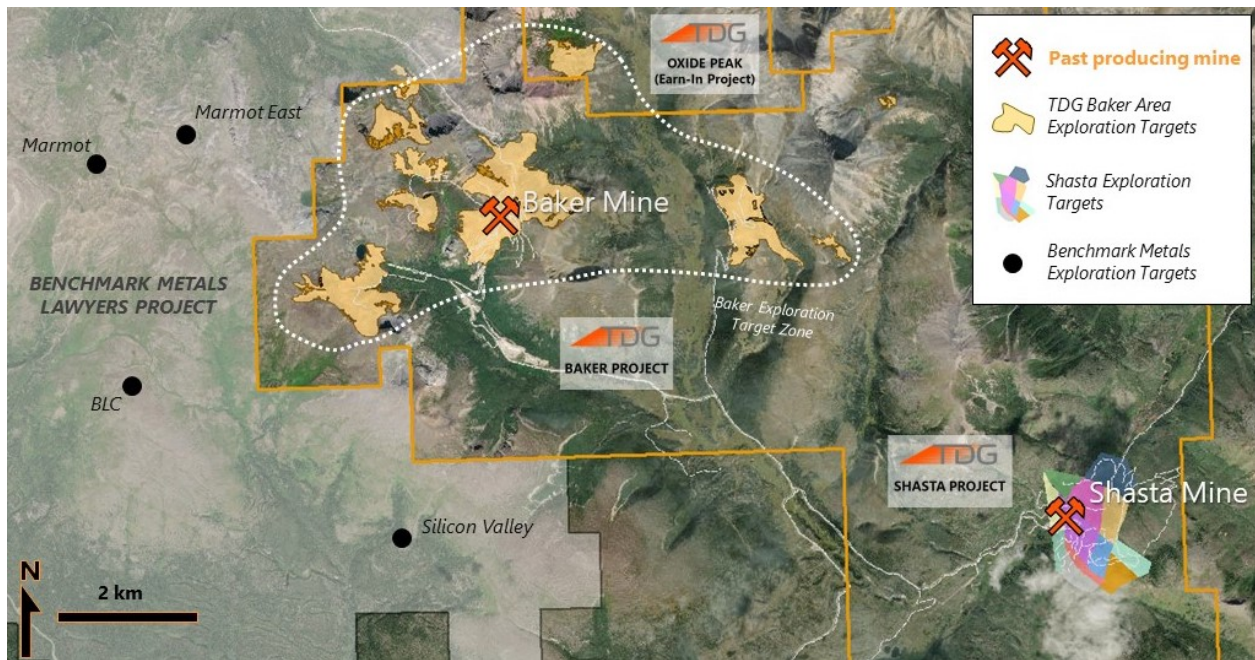 TDG
OXIDE PEAK
(Earn-In Project)
Past producing mine
TDG Baker Area
Exploration Targets
Shasta Exploration
Targets
Benchmark Metals
Exploration Targets
Marmot East
Marmot
Baker Mine
BENCHMARK METALS
LAWYERS PROJECT
Baker Exploration
Target Zone
TDG
BAKER PROJECT
BLC
TDG
SHASTA PROJECT
Shasta Mine
Silicon Valley
N
2 km